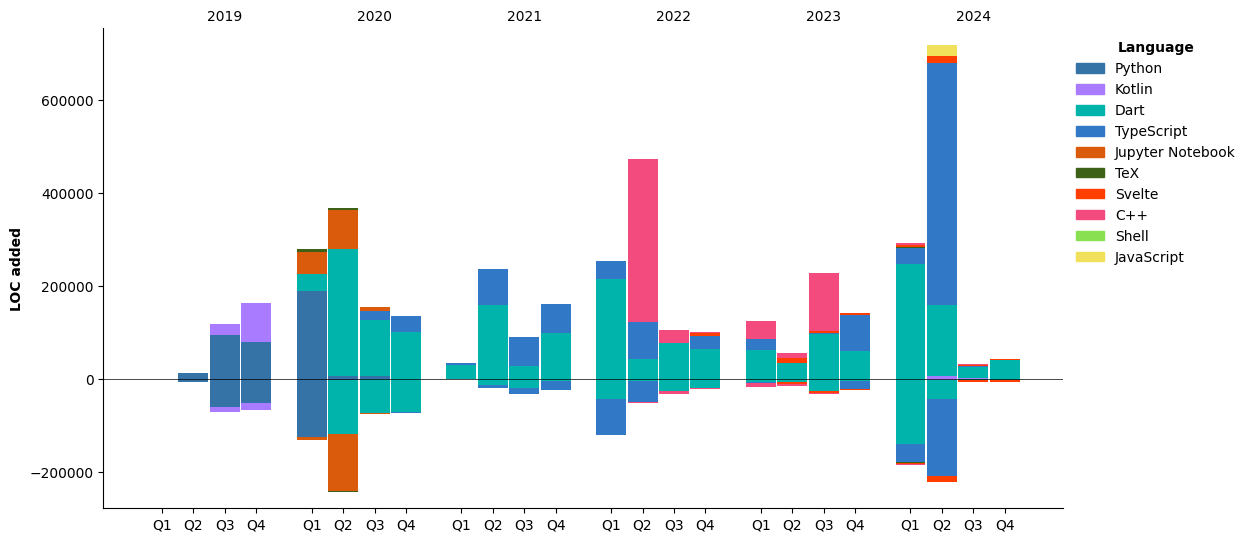 2019 2020 2021 2022 2023 2024
Language
Python
Kotlin
Dart
TypeScript
Jupyter Notebook
TeX
Svelte
C++
Shell
JavaScript
LOC added
600000
400000
200000
0
−200000
Q1 Q2 Q3 Q4 Q1 Q2 Q3 Q4 Q1 Q2 Q3 Q4 Q1 Q2 Q3 Q4 Q1 Q2 Q3 Q4 Q1 Q2 Q3 Q4